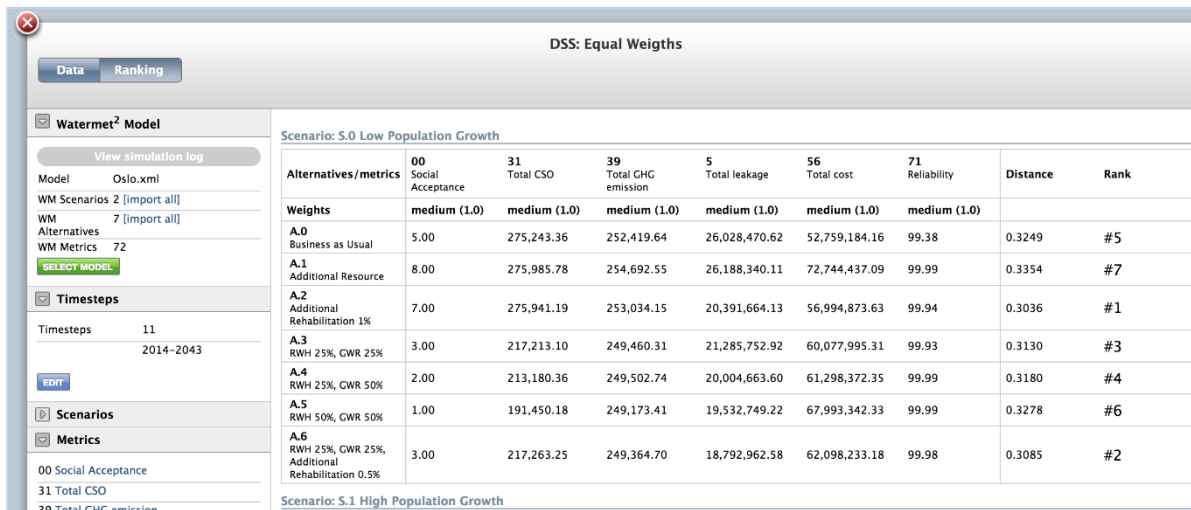 DSS: Equal Weigths
Data Ranking
Watermet² Model
View simulation log
Model Oslo.xml
WM Scenarios 2 [import all]
WM Alternatives 7 [import all]
WM Metrics 72
SELECT MODEL
Timesteps
Timesteps 11
2014-2043
EDIT
Scenarios
Metrics
00 Social Acceptance
31 Total CSO
39 Total GHG emission
Scenario: S.0 Low Population Growth
Alternatives/metrics 00 Social Acceptance 31 Total CSO 39 Total GHG emission 5 Total leakage 56 Total cost 71 Reliability Distance Rank
Weights medium (1.0) medium (1.0) medium (1.0) medium (1.0) medium (1.0) medium (1.0)
A.0 Business as Usual 5.00 275,243.36 252,419.64 26,028,470.62 52,759,184.16 99.38 0.3249 #5
A.1 Additional Resource 8.00 275,985.78 254,692.55 26,188,340.11 72,744,437.09 99.99 0.3354 #7
A.2 Additional Rehabilitation 1% 7.00 275,941.19 253,034.15 20,391,664.13 56,994,873.63 99.94 0.3036 #1
A.3 RWH 25%, GWR 25% 3.00 217,213.10 249,460.31 21,285,752.92 60,077,995.31 99.93 0.3130 #3
A.4 RWH 25%, GWR 50% 2.00 213,180.36 249,502.74 20,004,663.60 61,298,372.35 99.99 0.3180 #4
A.5 RWH 50%, GWR 50% 1.00 191,450.18 249,173.41 19,532,749.22 67,993,342.33 99.99 0.3278 #6
A.6 RWH 25%, GWR 25%, Additional Rehabilitation 0.5% 3.00 217,263.25 249,364.70 18,792,962.58 62,098,233.18 99.98 0.3085 #2
Scenario: S.1 High Population Growth